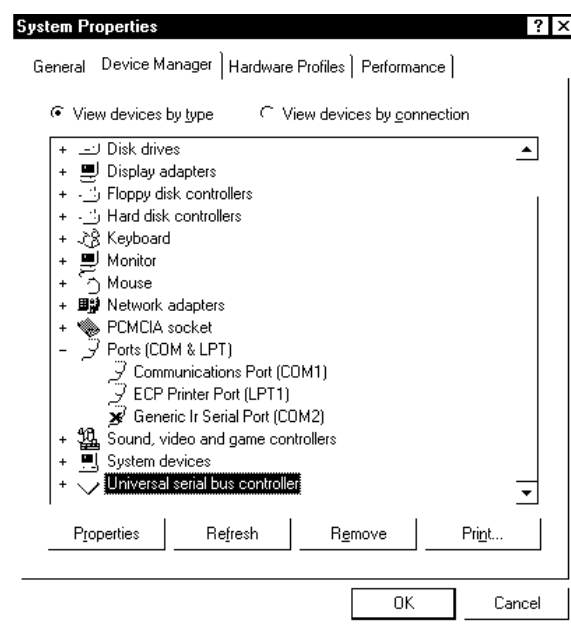 System Properties
General Device Manager Hardware Profiles Performance
View devices by type View devices by connection
Disk drives
Display adapters
Floppy disk controllers
Hard disk controllers
Keyboard
Monitor
Mouse
Network adapters
PCMCIA socket
Ports (COM & LPT)
Communications Port (COM1)
ECP Printer Port (LPT1)
Generic Ir Serial Port (COM2)
Sound, video and game controllers
System devices
Universal serial bus controller
Properties Refresh Remove Print...
OK Cancel